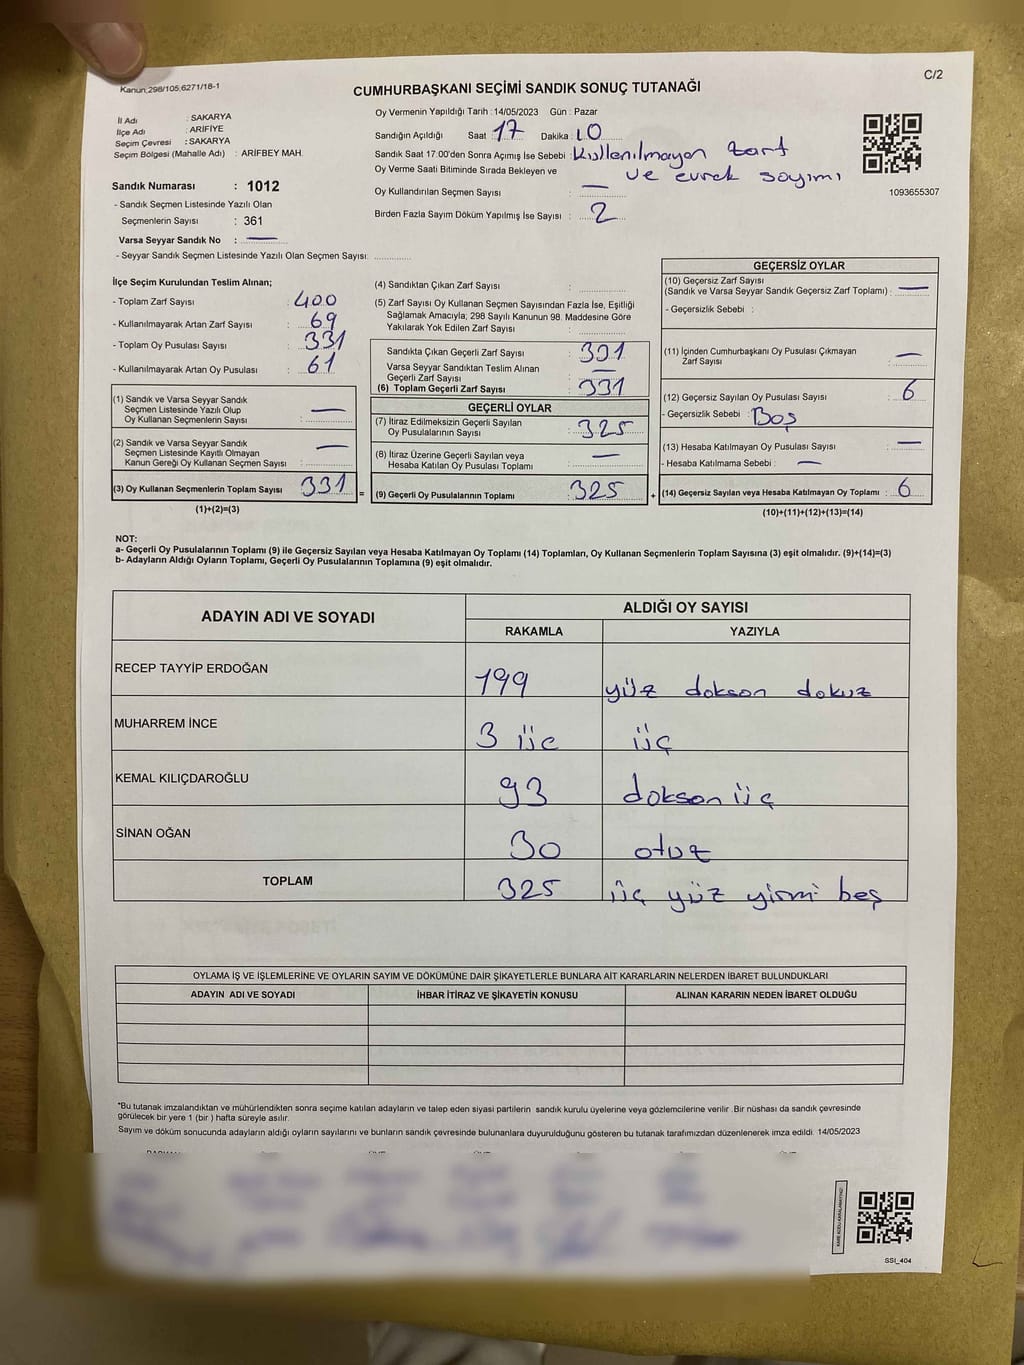 C/2
Kanun;298/105;6271/18-1
CUMHURBAŞKANI SEÇİMİ SANDIK SONUÇ TUTANAĞI
İl Adı : SAKARYA
İlçe Adı : ARİFİYE
Seçim Çevresi : SAKARYA
Seçim Bölgesi (Mahalle Adı) : ARİFBEY MAH.
Sandık Numarası : 1012
- Sandık Seçmen Listesinde Yazılı Olan
Seçmenlerin Sayısı : 361
Varsa Seyyar Sandık No : —
- Seyyar Sandık Seçmen Listesinde Yazılı Olan Seçmen Sayısı:
Oy Vermenin Yapıldığı Tarih : 14/05/2023 Gün : Pazar
Sandığın Açıldığı Saat : 17 Dakika : 10
Sandık Saat 17.00'den Sonra Açımış İse Sebebi : Kullenılmayan zarf
ve evrak sayımı
Oy Verme Saati Bitiminde Sırada Bekleyen ve
Oy Kullandırılan Seçmen Sayısı : —
Birden Fazla Sayım Döküm Yapılmış İse Sayısı : 2
1093655307
İlçe Seçim Kurulundan Teslim Alınan;
- Toplam Zarf Sayısı : 400
- Kullanılmayarak Artan Zarf Sayısı : 69
- Toplam Oy Pusulası Sayısı : 331
- Kullanılmayarak Artan Oy Pusulası : 61
(1) Sandık ve Varsa Seyyar Sandık
Seçmen Listesinde Yazılı Olup
Oy Kullanan Seçmenlerin Sayısı : —
(2) Sandık ve Varsa Seyyar Sandık
Seçmen Listesinde Kayıtlı Olmayan
Kanun Gereği Oy Kullanan Seçmen Sayısı : —
(3) Oy Kullanan Seçmenlerin Toplam Sayısı : 331 =
(1)+(2)=(3)
(4) Sandıktan Çıkan Zarf Sayısı :
(5) Zarf Sayısı Oy Kullanan Seçmen Sayısından Fazla İse, Eşitliği
Sağlamak Amacıyla; 298 Sayılı Kanunun 98. Maddesine Göre
Yakılarak Yok Edilen Zarf Sayısı :
Sandıkta Çıkan Geçerli Zarf Sayısı : 331
Varsa Seyyar Sandıktan Teslim Alınan
Geçerli Zarf Sayısı : —
(6) Toplam Geçerli Zarf Sayısı : 331
GEÇERLİ OYLAR
(7) İtiraz Edilmeksizin Geçerli Sayılan
Oy Pusulalarının Sayısı : 325
(8) İtiraz Üzerine Geçerli Sayılan veya
Hesaba Katılan Oy Pusulası Toplamı : —
(9) Geçerli Oy Pusulalarının Toplamı : 325 +
GEÇERSİZ OYLAR
(10) Geçersiz Zarf Sayısı
(Sandık ve Varsa Seyyar Sandık Geçersiz Zarf Toplamı) : —
- Geçersizlik Sebebi :
(11) İçinden Cumhurbaşkanı Oy Pusulası Çıkmayan
Zarf Sayısı : —
(12) Geçersiz Sayılan Oy Pusulası Sayısı : 6
- Geçersizlik Sebebi : Boş
(13) Hesaba Katılmayan Oy Pusulası Sayısı : —
- Hesaba Katılmama Sebebi : —
(14) Geçersiz Sayılan veya Hesaba Katılmayan Oy Toplamı : 6
(10)+(11)+(12)+(13)=(14)
NOT:
a- Geçerli Oy Pusulalarının Toplamı (9) ile Geçersiz Sayılan veya Hesaba Katılmayan Oy Toplamı (14) Toplamları, Oy Kullanan Seçmenlerin Toplam Sayısına (3) eşit olmalıdır. (9)+(14)=(3)
b- Adayların Aldığı Oyların Toplamı, Geçerli Oy Pusulalarının Toplamına (9) eşit olmalıdır.
ADAYIN ADI VE SOYADI ALDIĞI OY SAYISI
RAKAMLA YAZIYLA
RECEP TAYYİP ERDOĞAN 199 yüz dokson dokuz
MUHARREM İNCE 3 üç üç
KEMAL KILIÇDAROĞLU 93 dokson üç
SİNAN OĞAN 30 otuz
TOPLAM 325 üç yüz yirmi beş
OYLAMA İŞ VE İŞLEMLERİNE VE OYLARIN SAYIM VE DÖKÜMÜNE DAİR ŞİKAYETLERLE BUNLARA AİT KARARLARIN NELERDEN İBARET BULUNDUKLARI
ADAYIN ADI VE SOYADI İHBAR İTİRAZ VE ŞİKAYETİN KONUSU ALINAN KARARIN NEDEN İBARET OLDUĞU
*Bu tutanak imzalandıktan ve mühürlendikten sonra seçime katılan adayların ve talep eden siyasi partilerin sandık kurulu üyelerine veya gözlemcilerine verilir .Bir nüshası da sandık çevresinde
görülecek bir yere 1 (bir ) hafta süreyle asılır.
Sayım ve döküm sonucunda adayların aldığı oyların sayılarını ve bunların sandık çevresinde bulunanlara duyurulduğunu gösteren bu tutanak tarafımızdan düzenlenerek imza edildi. 14/05/2023
SSI_404